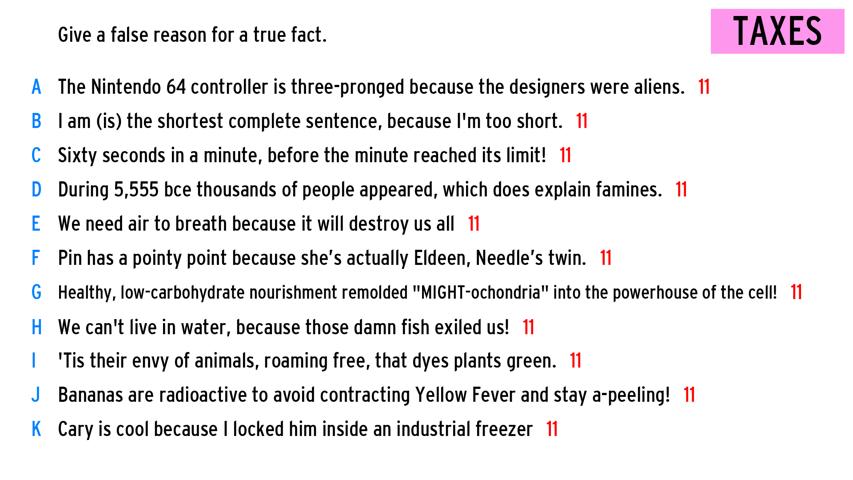 Give a false reason for a true fact.
TAXES
A The Nintendo 64 controller is three-pronged because the designers were aliens. 11
B I am (is) the shortest complete sentence, because I'm too short. 11
C Sixty seconds in a minute, before the minute reached its limit! 11
D During 5,555 bce thousands of people appeared, which does explain famines. 11
E We need air to breath because it will destroy us all 11
F Pin has a pointy point because she's actually Eldeen, Needle's twin. 11
G Healthy, low-carbohydrate nourishment remolded "MIGHT-ochondria" into the powerhouse of the cell! 11
H We can't live in water, because those damn fish exiled us! 11
I 'Tis their envy of animals, roaming free, that dyes plants green. 11
J Bananas are radioactive to avoid contracting Yellow Fever and stay a-peeling! 11
K Cary is cool because I locked him inside an industrial freezer 11